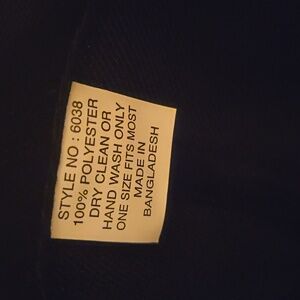 STYLE NO : 6038
100% POLYESTER
DRY CLEAN OR
HAND WASH ONLY
ONE SIZE FITS MOST
MADE IN
BANGLADESH